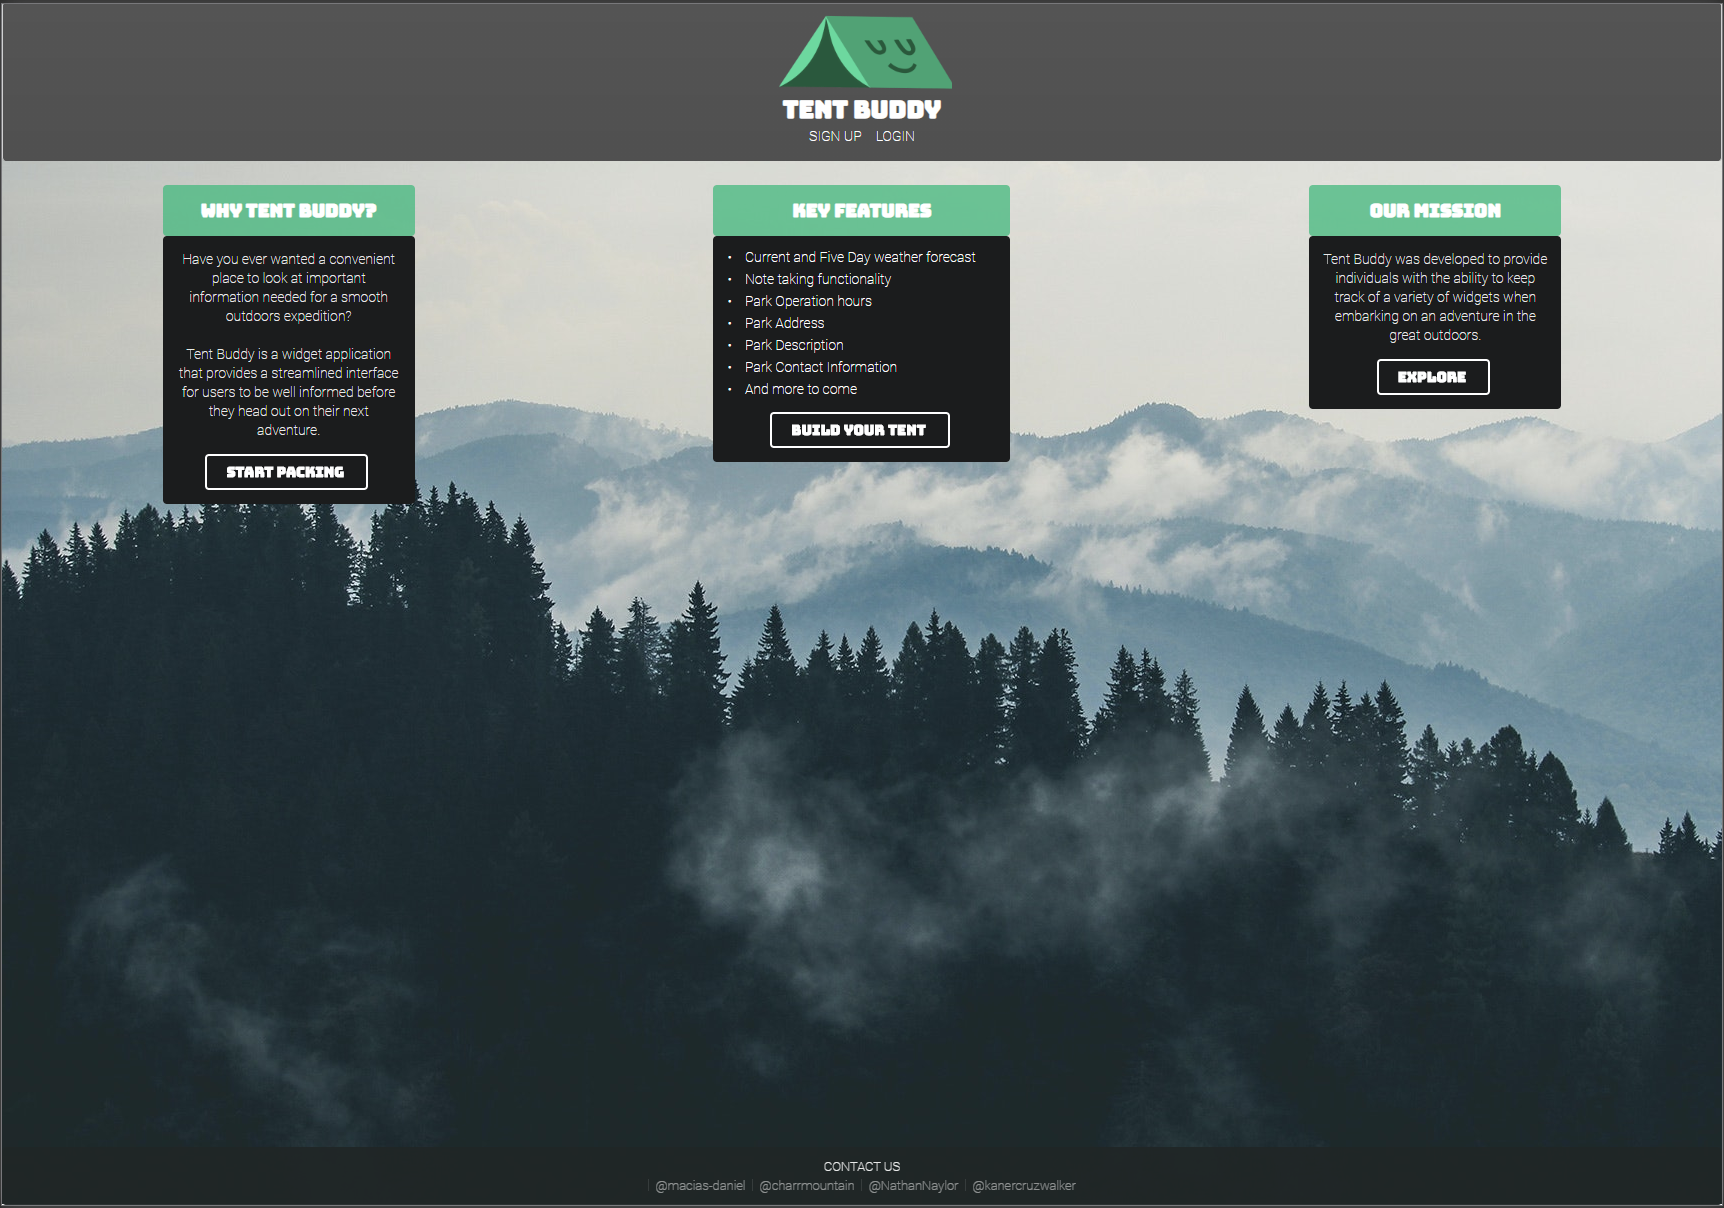 TENT BUDDY
SIGN UP LOGIN
WHY TENT BUDDY?
Have you ever wanted a convenient
place to look at important
information needed for a smooth
outdoors expedition?
Tent Buddy is a widget application
that provides a streamlined interface
for users to be well informed before
they head out on their next
adventure.
START PACKING
KEY FEATURES
• Current and Five Day weather forecast
• Note taking functionality
• Park Operation hours
• Park Address
• Park Description
• Park Contact Information
• And more to come
BUILD YOUR TENT
OUR MISSION
Tent Buddy was developed to provide
individuals with the ability to keep
track of a variety of widgets when
embarking on an adventure in the
great outdoors.
EXPLORE
CONTACT US
@macias-daniel @charrmountain @NathanNaylor @kanercruzwalker